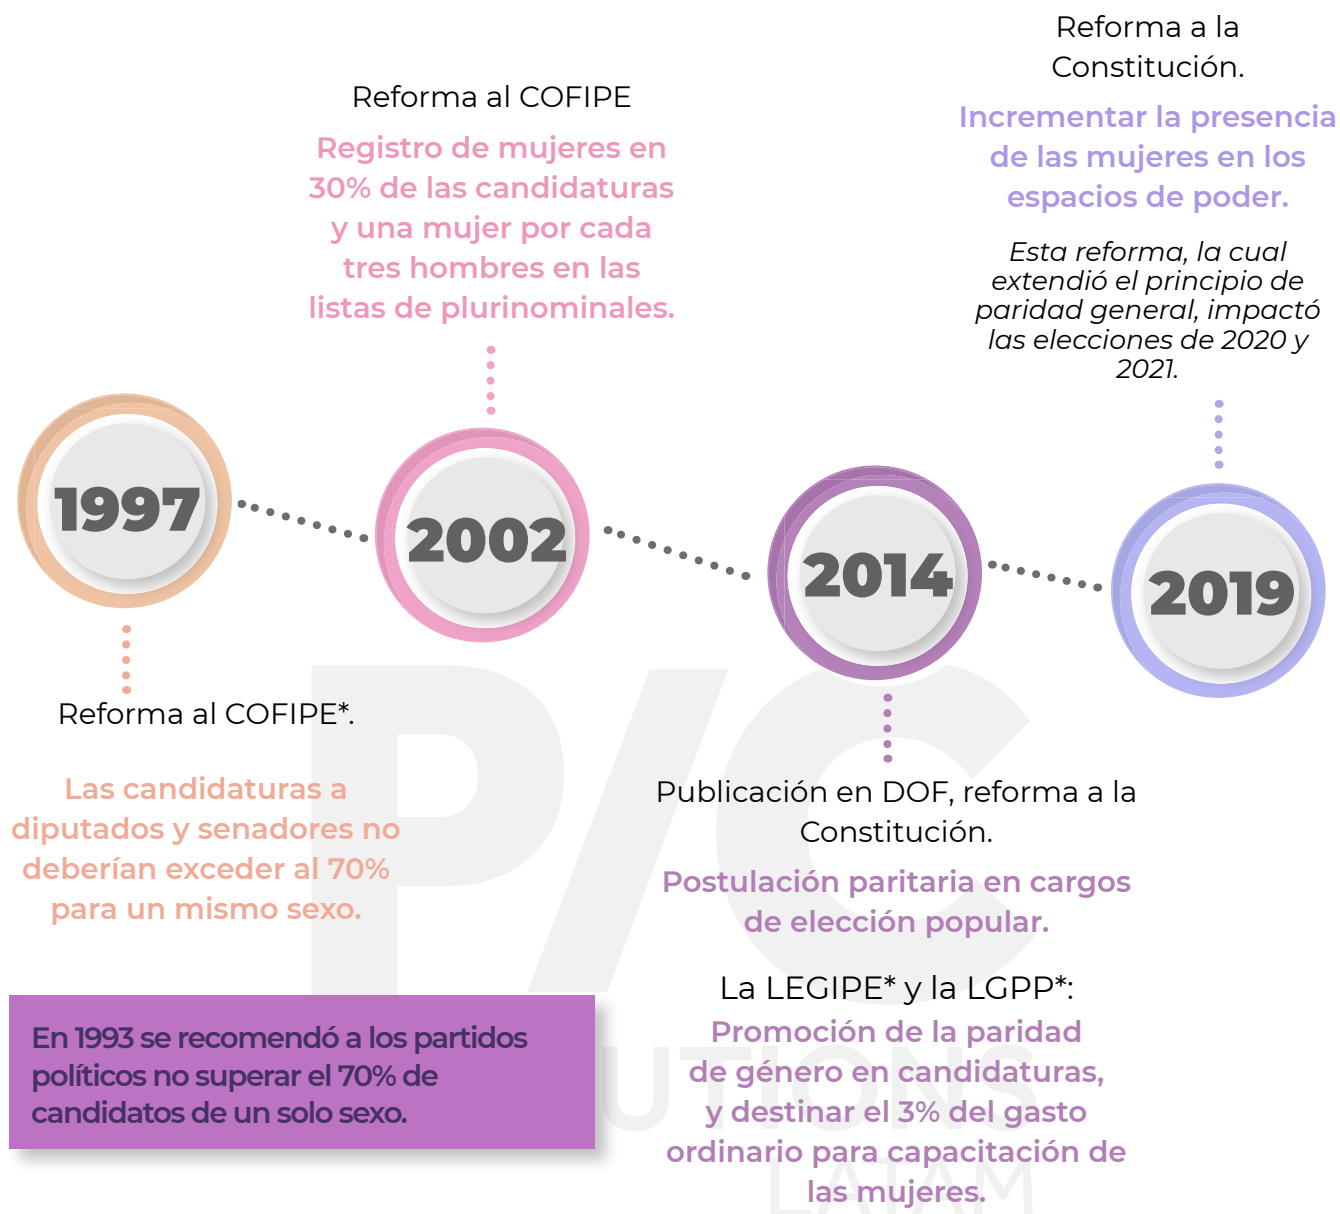 1997
Reforma al COFIPE*.
Las candidaturas a
diputados y senadores no
deberían exceder al 70%
para un mismo sexo.
En 1993 se recomendó a los partidos
políticos no superar el 70% de
candidatos de un solo sexo.
Reforma al COFIPE
Registro de mujeres en
30% de las candidaturas
y una mujer por cada
tres hombres en las
listas de plurinominales.
2002
2014
Publicación en DOF, reforma a la
Constitución.
Postulación paritaria en cargos
de elección popular.
La LEGIPE* y la LGPP*:
Promoción de la paridad
de género en candidaturas,
y destinar el 3% del gasto
ordinario para capacitación de
las mujeres.
Reforma a la
Constitución.
Incrementar la presencia
de las mujeres en los
espacios de poder.
Esta reforma, la cual
extendió el principio de
paridad general, impactó
las elecciones de 2020 y
2021.
2019
P/C
UTIONS
LATAM